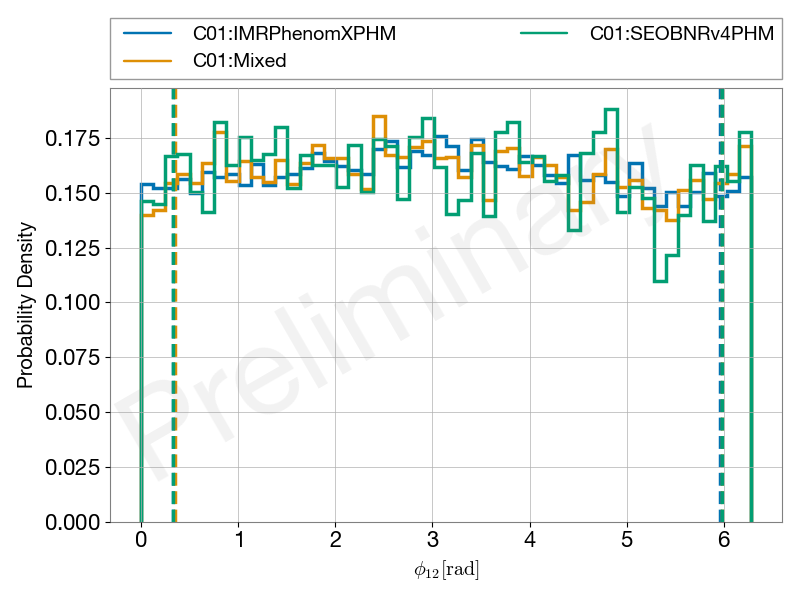 C01:IMRPhenomXPHM
C01:Mixed
C01:SEOBNRv4PHM
Probability Density
0.175
0.150
0.125
0.100
0.075
0.050
0.025
0.000
Preliminary
0 1 2 3 4 5 6
ϕ₁₂[rad]